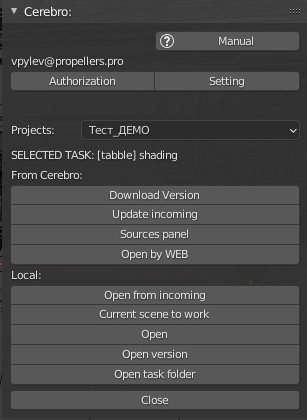 Cerebro:
Manual
vpylev@propellers.pro
Authorization Setting
Projects: Тест_ДЕМО
SELECTED TASK: [tabble] shading
From Cerebro:
Download Version
Update incoming
Sources panel
Open by WEB
Local:
Open from incoming
Current scene to work
Open
Open version
Open task folder
Close